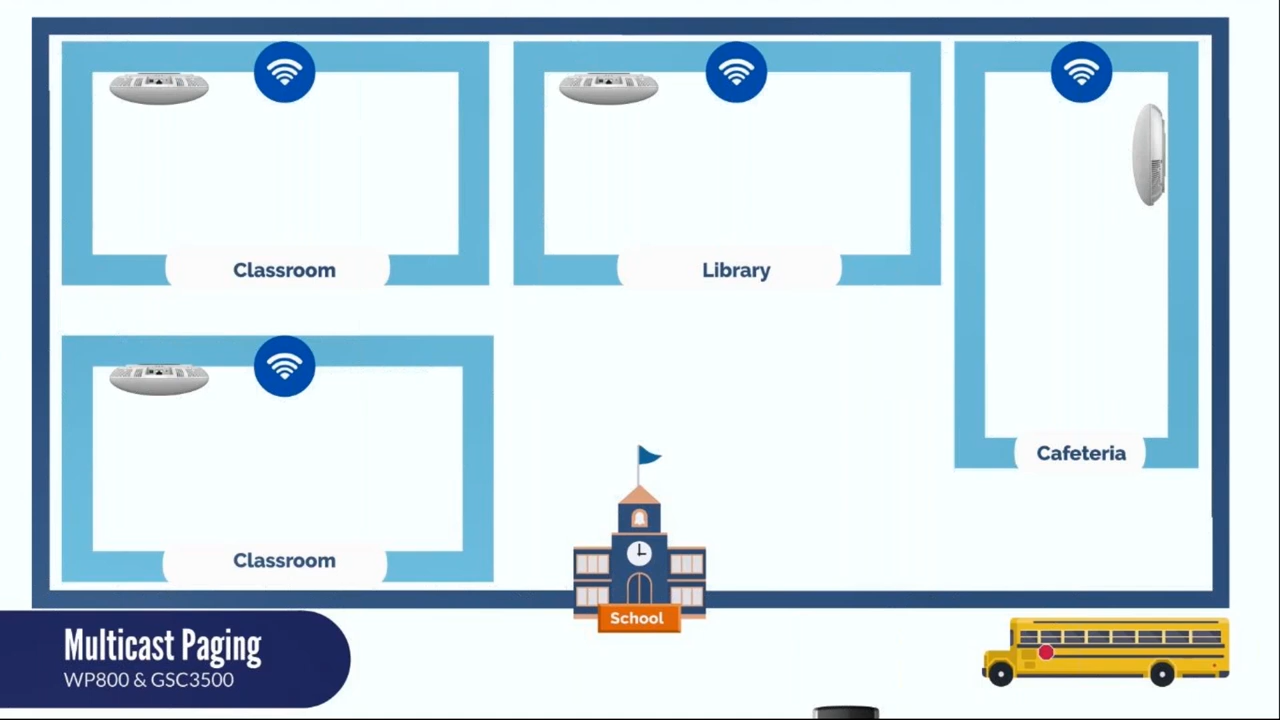 Classroom
Library
Cafeteria
Classroom
School
Multicast Paging
WP800 & GSC3500